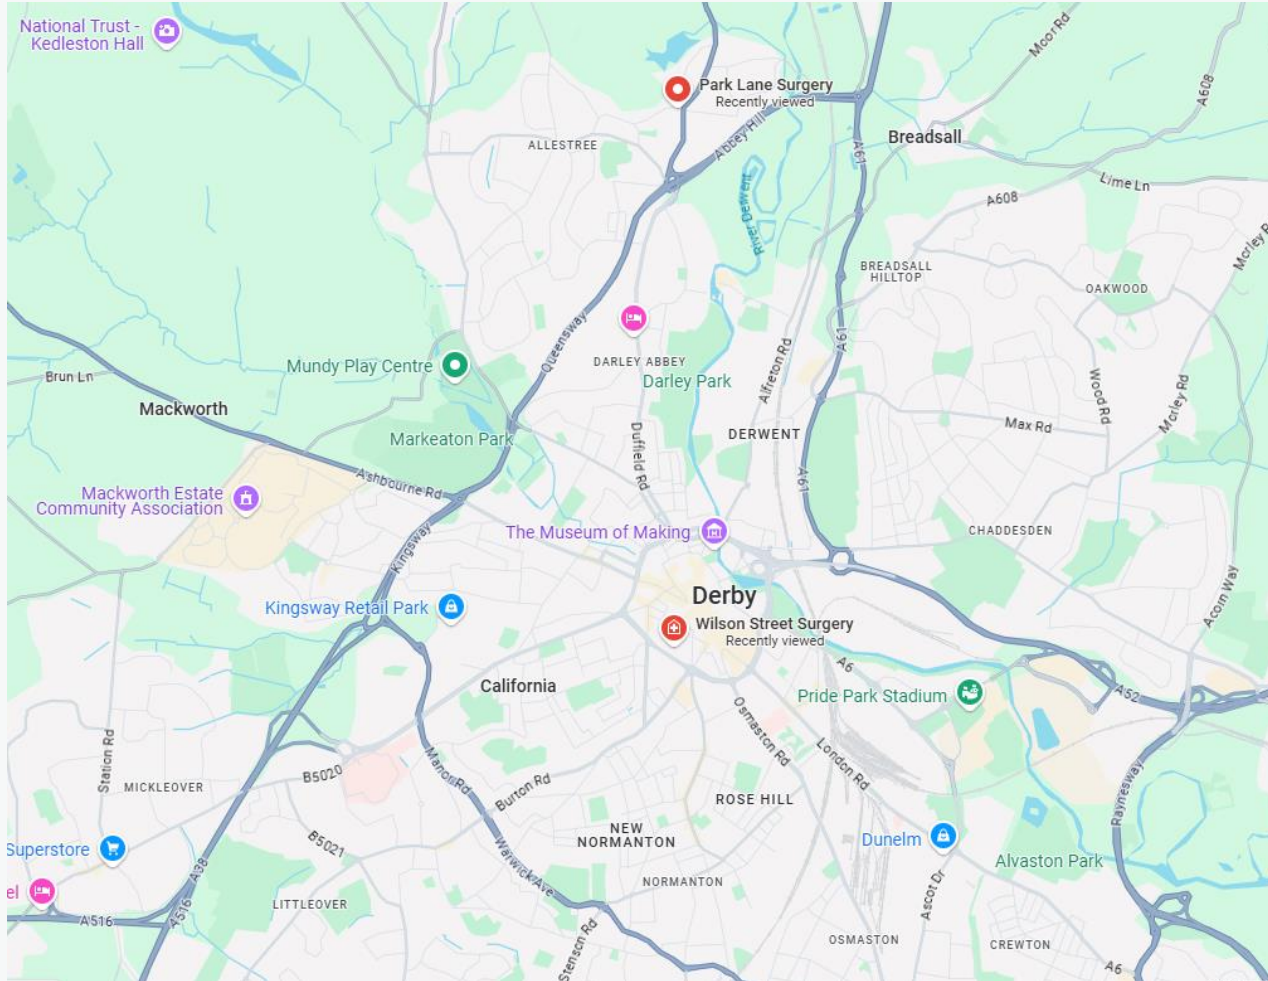 National Trust -
Kedleston Hall
Moor Rd
A608
Park Lane Surgery
Recently viewed
Abbey Hill
Breadsall
ALLESTREE
A61
Lime Ln
A608
River Derwent
Morley R
BREADSALL
HILLTOP
OAKWOOD
Queensway
A61
Mundy Play Centre
DARLEY ABBEY
Darley Park
Alfreton Rd
Brun Ln
Mackworth
Wood Rd
Morley Rd
Max Rd
Markeaton Park
Duffield Rd
DERWENT
Ashbourne Rd
A61
Mackworth Estate
Community Association
The Museum of Making
CHADDESDEN
Kingsway
Derby
Acorn Way
Kingsway Retail Park
Wilson Street Surgery
Recently viewed
A6
California
Pride Park Stadium
A52
Osmaston Rd
London Rd
Station Rd
B5020
MICKLEOVER
Manor Rd
Burton Rd
ROSE HILL
Raynesway
NEW
NORMANTON
Dunelm
Superstore
B5021
A38
Warwick Ave
Alvaston Park
el
NORMANTON
Ascot Dr
LITTLEOVER
A516
A516
Stenson Rd
OSMASTON
CREWTON
A6